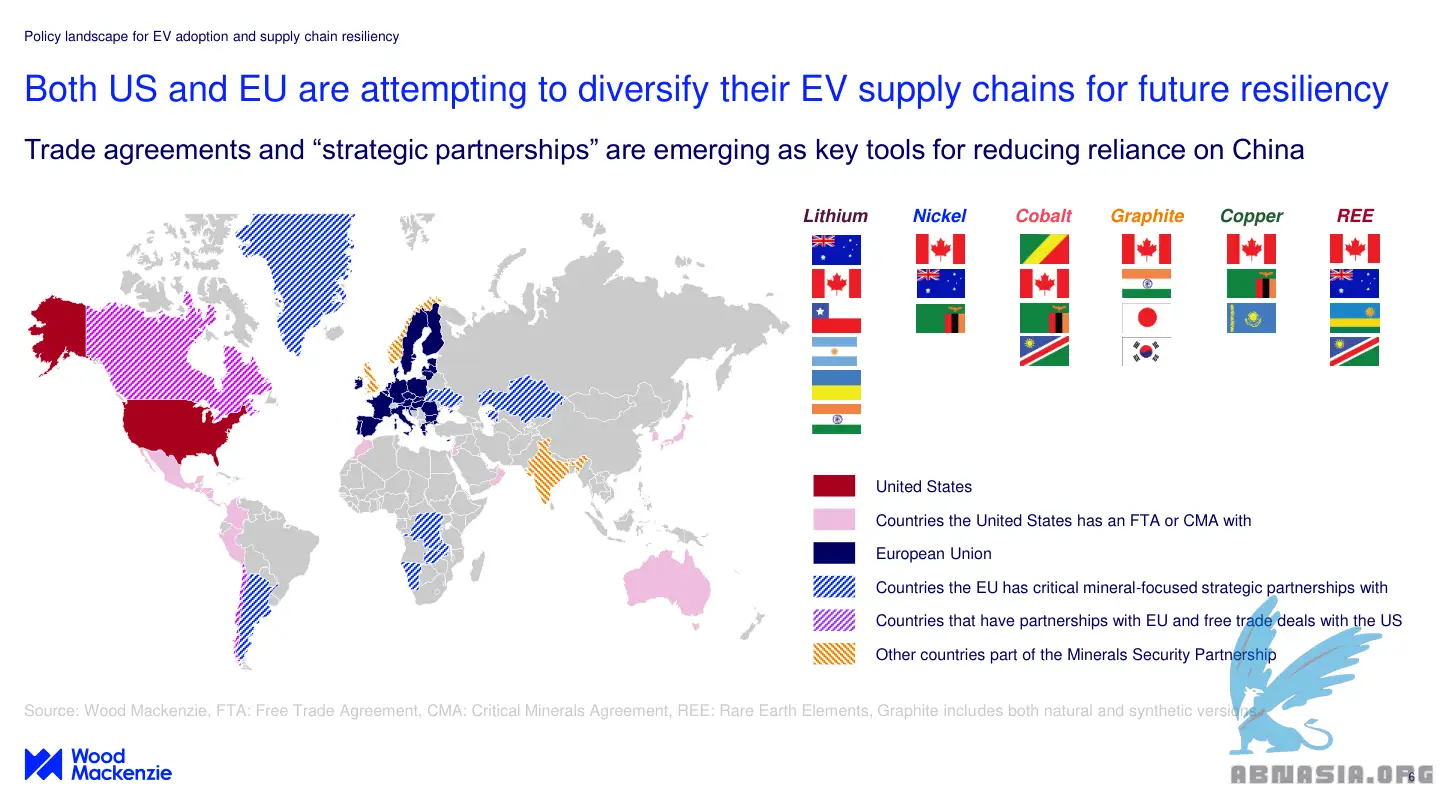 Policy landscape for EV adoption and supply chain resiliency
Both US and EU are attempting to diversify their EV supply chains for future resiliency
Trade agreements and “strategic partnerships” are emerging as key tools for reducing reliance on China
Lithium Nickel Cobalt Graphite Copper REE
United States
Countries the United States has an FTA or CMA with
European Union
Countries the EU has critical mineral-focused strategic partnerships with
Countries that have partnerships with EU and free trade deals with the US
Other countries part of the Minerals Security Partnership
Source: Wood Mackenzie, FTA: Free Trade Agreement, CMA: Critical Minerals Agreement, REE: Rare Earth Elements, Graphite includes both natural and synthetic versions.
Wood
Mackenzie
ABNASIA.ORG
6